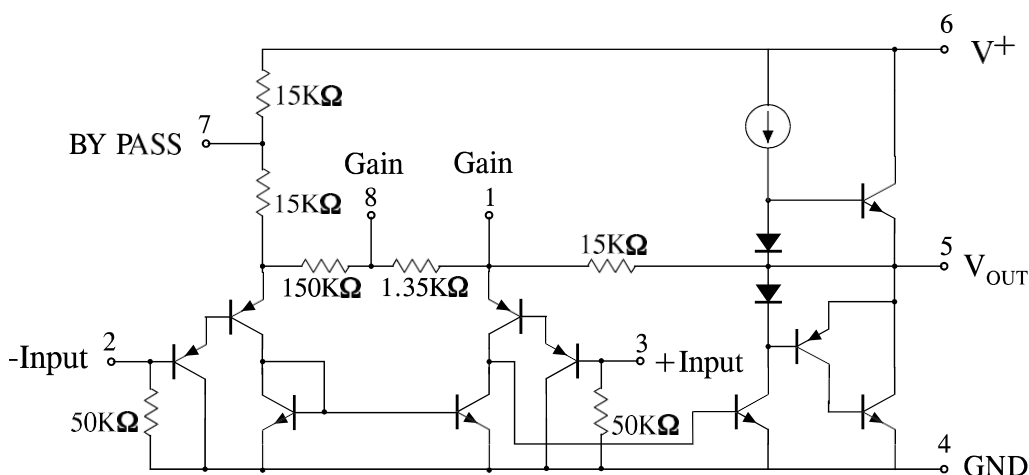 6
V+
15KΩ
7
BY PASS
Gain
Gain
8
1
15KΩ
15KΩ
5
VOUT
150KΩ
1.35KΩ
2
-Input
3
+Input
50KΩ
50KΩ
4
GND